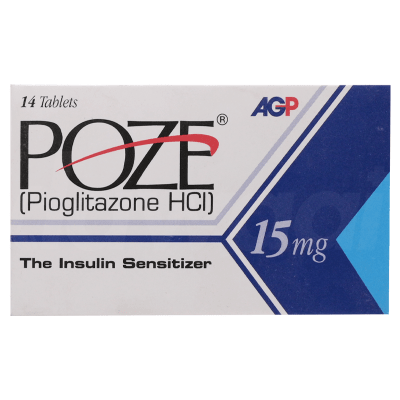 14 Tablets
AGP
POZE®
(Pioglitazone HCl)
15mg
The Insulin Sensitizer